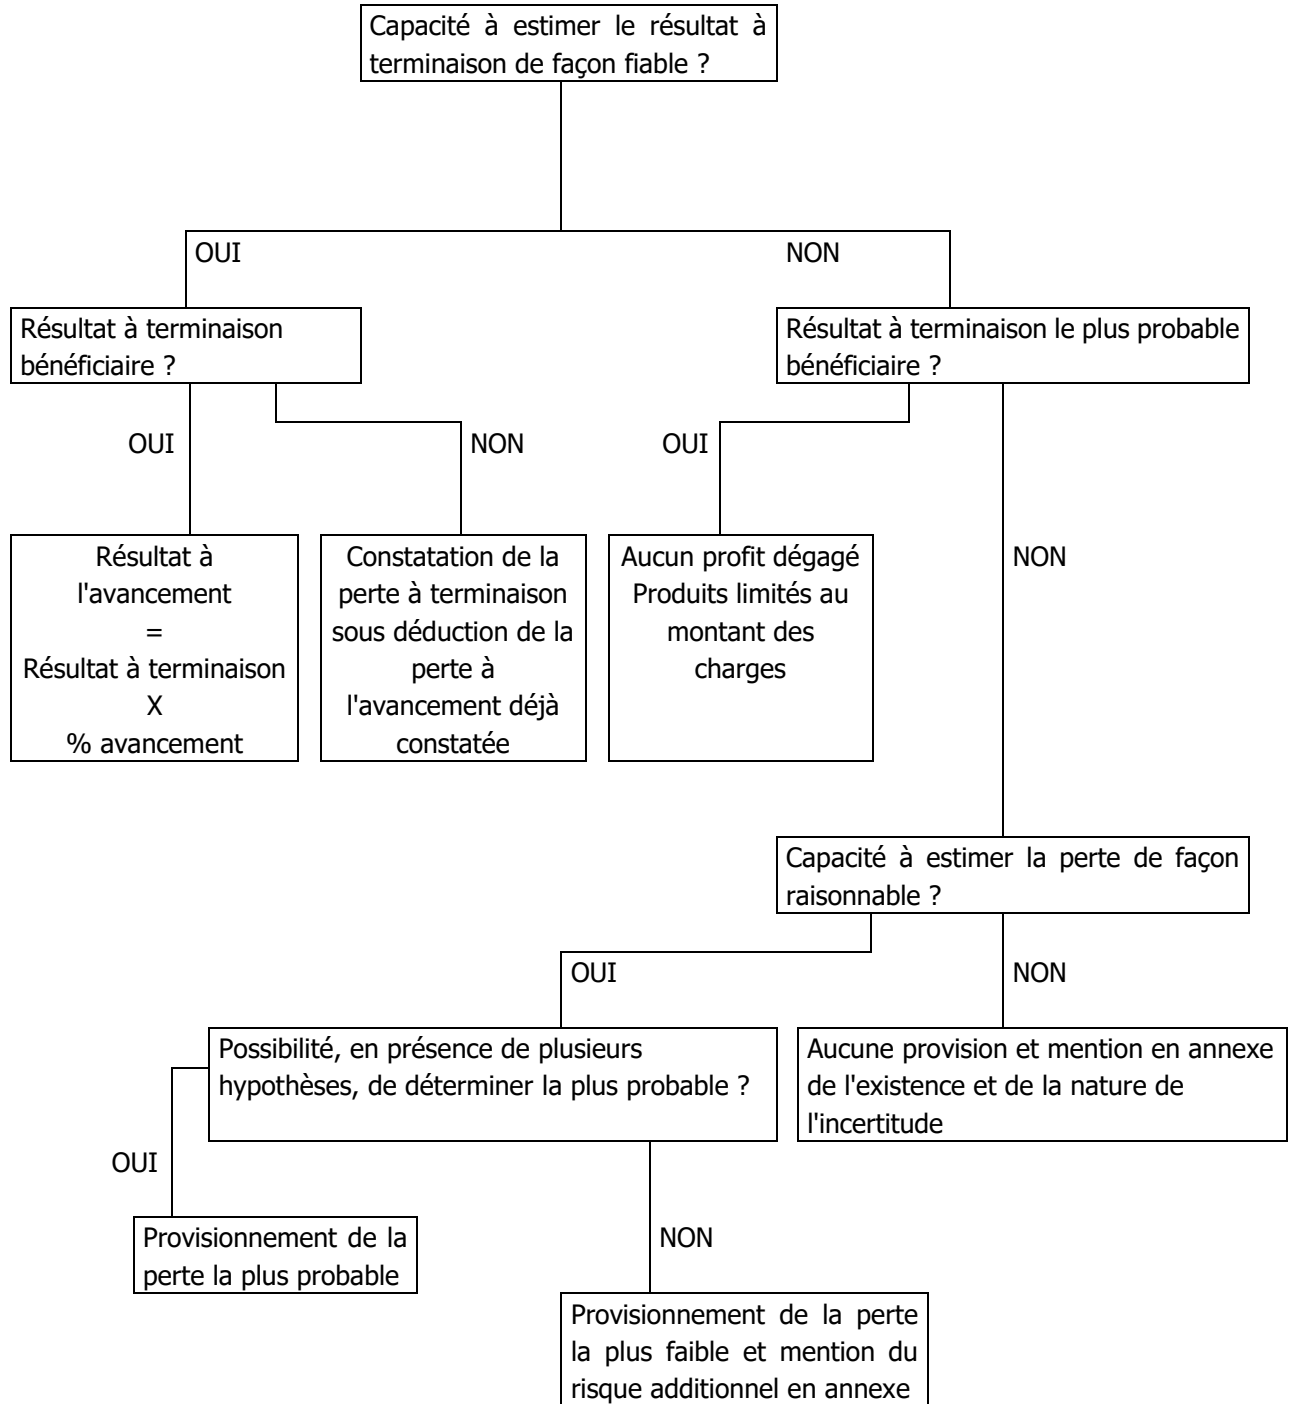 Capacité à estimer le résultat à
terminaison de façon fiable ?
OUI
NON
Résultat à terminaison
bénéficiaire ?
Résultat à terminaison le plus probable
bénéficiaire ?
OUI
NON
OUI
Résultat à
l'avancement
=
Résultat à terminaison
X
% avancement
Constatation de la
perte à terminaison
sous déduction de la
perte à
l'avancement déjà
constatée
Aucun profit dégagé
Produits limités au
montant des
charges
NON
Capacité à estimer la perte de façon
raisonnable ?
OUI
NON
Possibilité, en présence de plusieurs
hypothèses, de déterminer la plus probable ?
Aucune provision et mention en annexe
de l'existence et de la nature de
l'incertitude
OUI
Provisionnement de la
perte la plus probable
NON
Provisionnement de la perte
la plus faible et mention du
risque additionnel en annexe